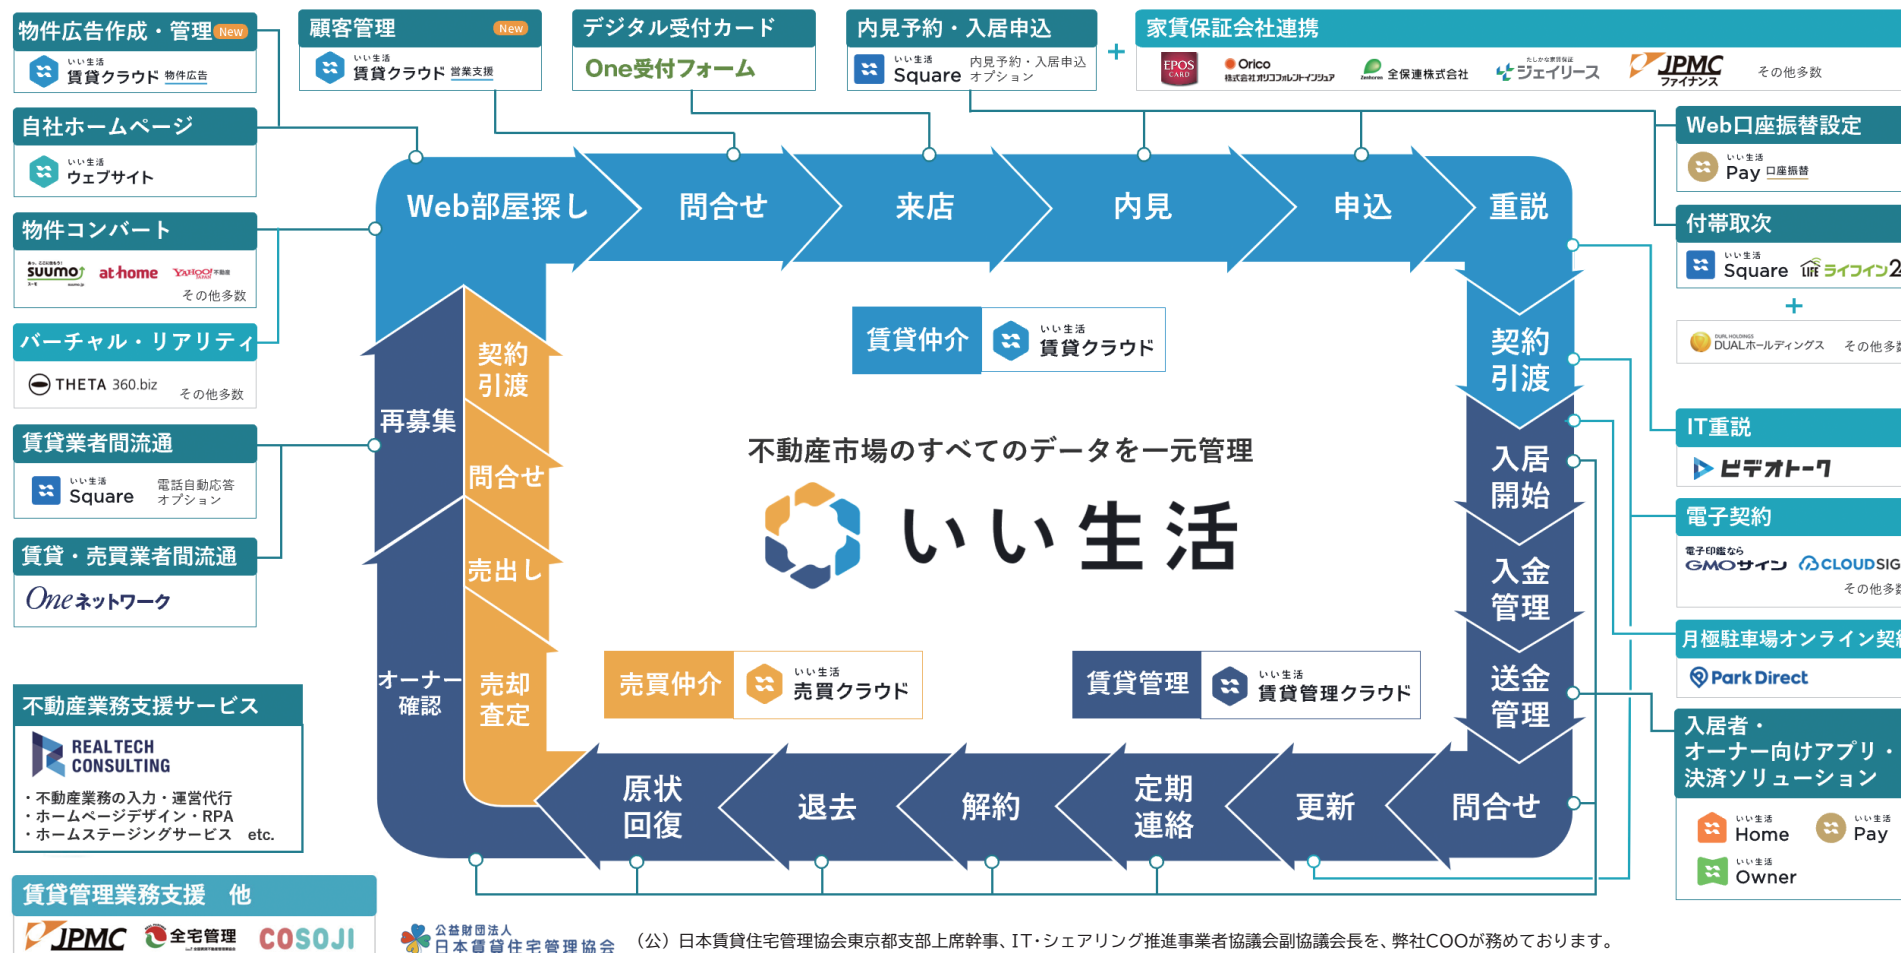 物件広告作成・管理 New
いい生活
賃貸クラウド 物件広告
顧客管理 New
いい生活
賃貸クラウド 営業支援
デジタル受付カード
One受付フォーム
内見予約・入居申込
いい生活
Square 内見予約・入居申込
オプション
+
家賃保証会社連携
EPOS
CARD
Orico
株式会社オリコフォレントインシュア
全保連株式会社
ジェイリース
JPMC
ファイナンス
その他多数
自社ホームページ
いい生活
ウェブサイト
物件コンバート
SUUMO
at home
YAHOO!不動産
JAPAN
その他多数
バーチャル・リアリティ
THETA 360.biz
その他多数
賃貸業者間流通
いい生活
Square 電話自動応答
オプション
賃貸・売買業者間流通
Oneネットワーク
不動産業務支援サービス
REALTECH
CONSULTING
・不動産業務の入力・運営代行
・ホームページデザイン・RPA
・ホームステージングサービス etc.
賃貸管理業務支援 他
JPMC
全宅管理
COSOJI
Web部屋探し
問合せ
来店
内見
申込
重説
契約
引渡
入居
開始
入金
管理
送金
管理
問合せ
更新
定期
連絡
解約
退去
原状
回復
オーナー
確認
再募集
売却
査定
売出し
問合せ
契約
引渡
賃貸仲介
いい生活
賃貸クラウド
不動産市場のすべてのデータを一元管理
いい生活
売買仲介
いい生活
売買クラウド
賃貸管理
いい生活
賃貸管理クラウド
Web口座振替設定
いい生活
Pay 口座振替
付帯取次
いい生活
Square
LIFE ライフイン2
+
DUAL HOLDINGS
DUALホールディングス
その他多数
IT重説
ビデオトーク
電子契約
電子印鑑なら
GMOサイン
CLOUDSIG
その他多数
月極駐車場オンライン契約
Park Direct
入居者・
オーナー向けアプリ・
決済ソリューション
いい生活
Home
いい生活
Pay
いい生活
Owner
公益財団法人
日本賃貸住宅管理協会
（公）日本賃貸住宅管理協会東京都支部上席幹事、IT・シェアリング推進事業者協議会副協議会長を、弊社COOが務めております。